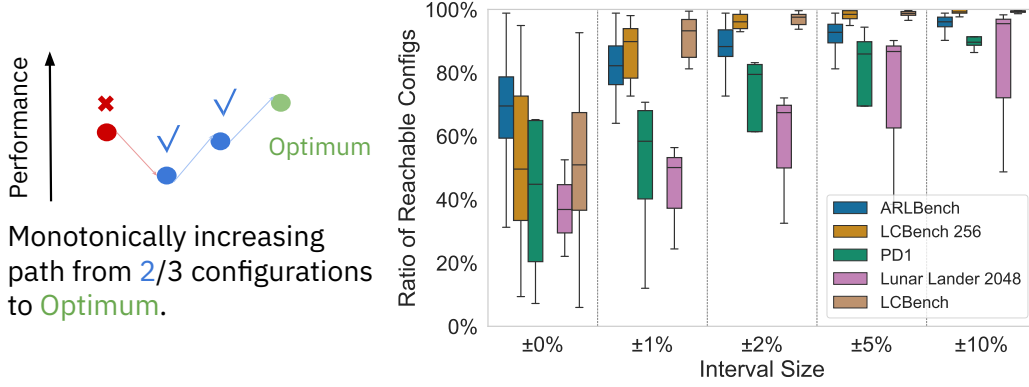 Performance
Optimum
Monotonically increasing
path from 2/3 configurations
to Optimum.
Ratio of Reachable Configs
100%
80%
60%
40%
20%
0%
ARLBench
LCBench 256
PD1
Lunar Lander 2048
LCBench
±0%
±1%
±2%
±5%
±10%
Interval Size